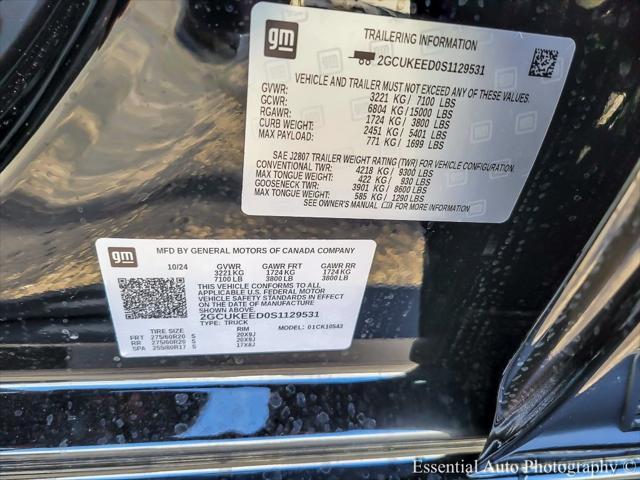 gm
TRAILERING INFORMATION
2GCUKEED0S1129531
VEHICLE AND TRAILER MUST NOT EXCEED ANY OF THESE VALUES.
GVWR: 3221 KG / 7100 LBS
GCWR: 6804 KG / 15000 LBS
RGAWR: 1724 KG / 3800 LBS
CURB WEIGHT: 2451 KG / 5401 LBS
MAX PAYLOAD: 771 KG / 1699 LBS
SAE J2807 TRAILER WEIGHT RATING (TWR) FOR VEHICLE CONFIGURATION.
CONVENTIONAL TWR: 4218 KG / 9300 LBS
MAX TONGUE WEIGHT: 422 KG / 930 LBS
GOOSENECK TWR: 3901 KG / 8600 LBS
MAX TONGUE WEIGHT: 585 KG / 1290 LBS
SEE OWNER'S MANUAL FOR MORE INFORMATION
gm
MFD BY GENERAL MOTORS OF CANADA COMPANY
10/24 GVWR GAWR FRT GAWR RR
3221 KG 1724 KG 1724 KG
7100 LB 3800 LB 3800 LB
THIS VEHICLE CONFORMS TO ALL
APPLICABLE U.S. FEDERAL MOTOR
VEHICLE SAFETY STANDARDS IN EFFECT
ON THE DATE OF MANUFACTURE
SHOWN ABOVE.
2GCUKEED0S1129531
TYPE: TRUCK MODEL: 01CK10543
TIRE SIZE RIM
FRT 275/60R20 S 20X9J
RR 275/60R20 S 20X9J
SPA 255/80R17 S 17X8J
Essential Auto Photography ©